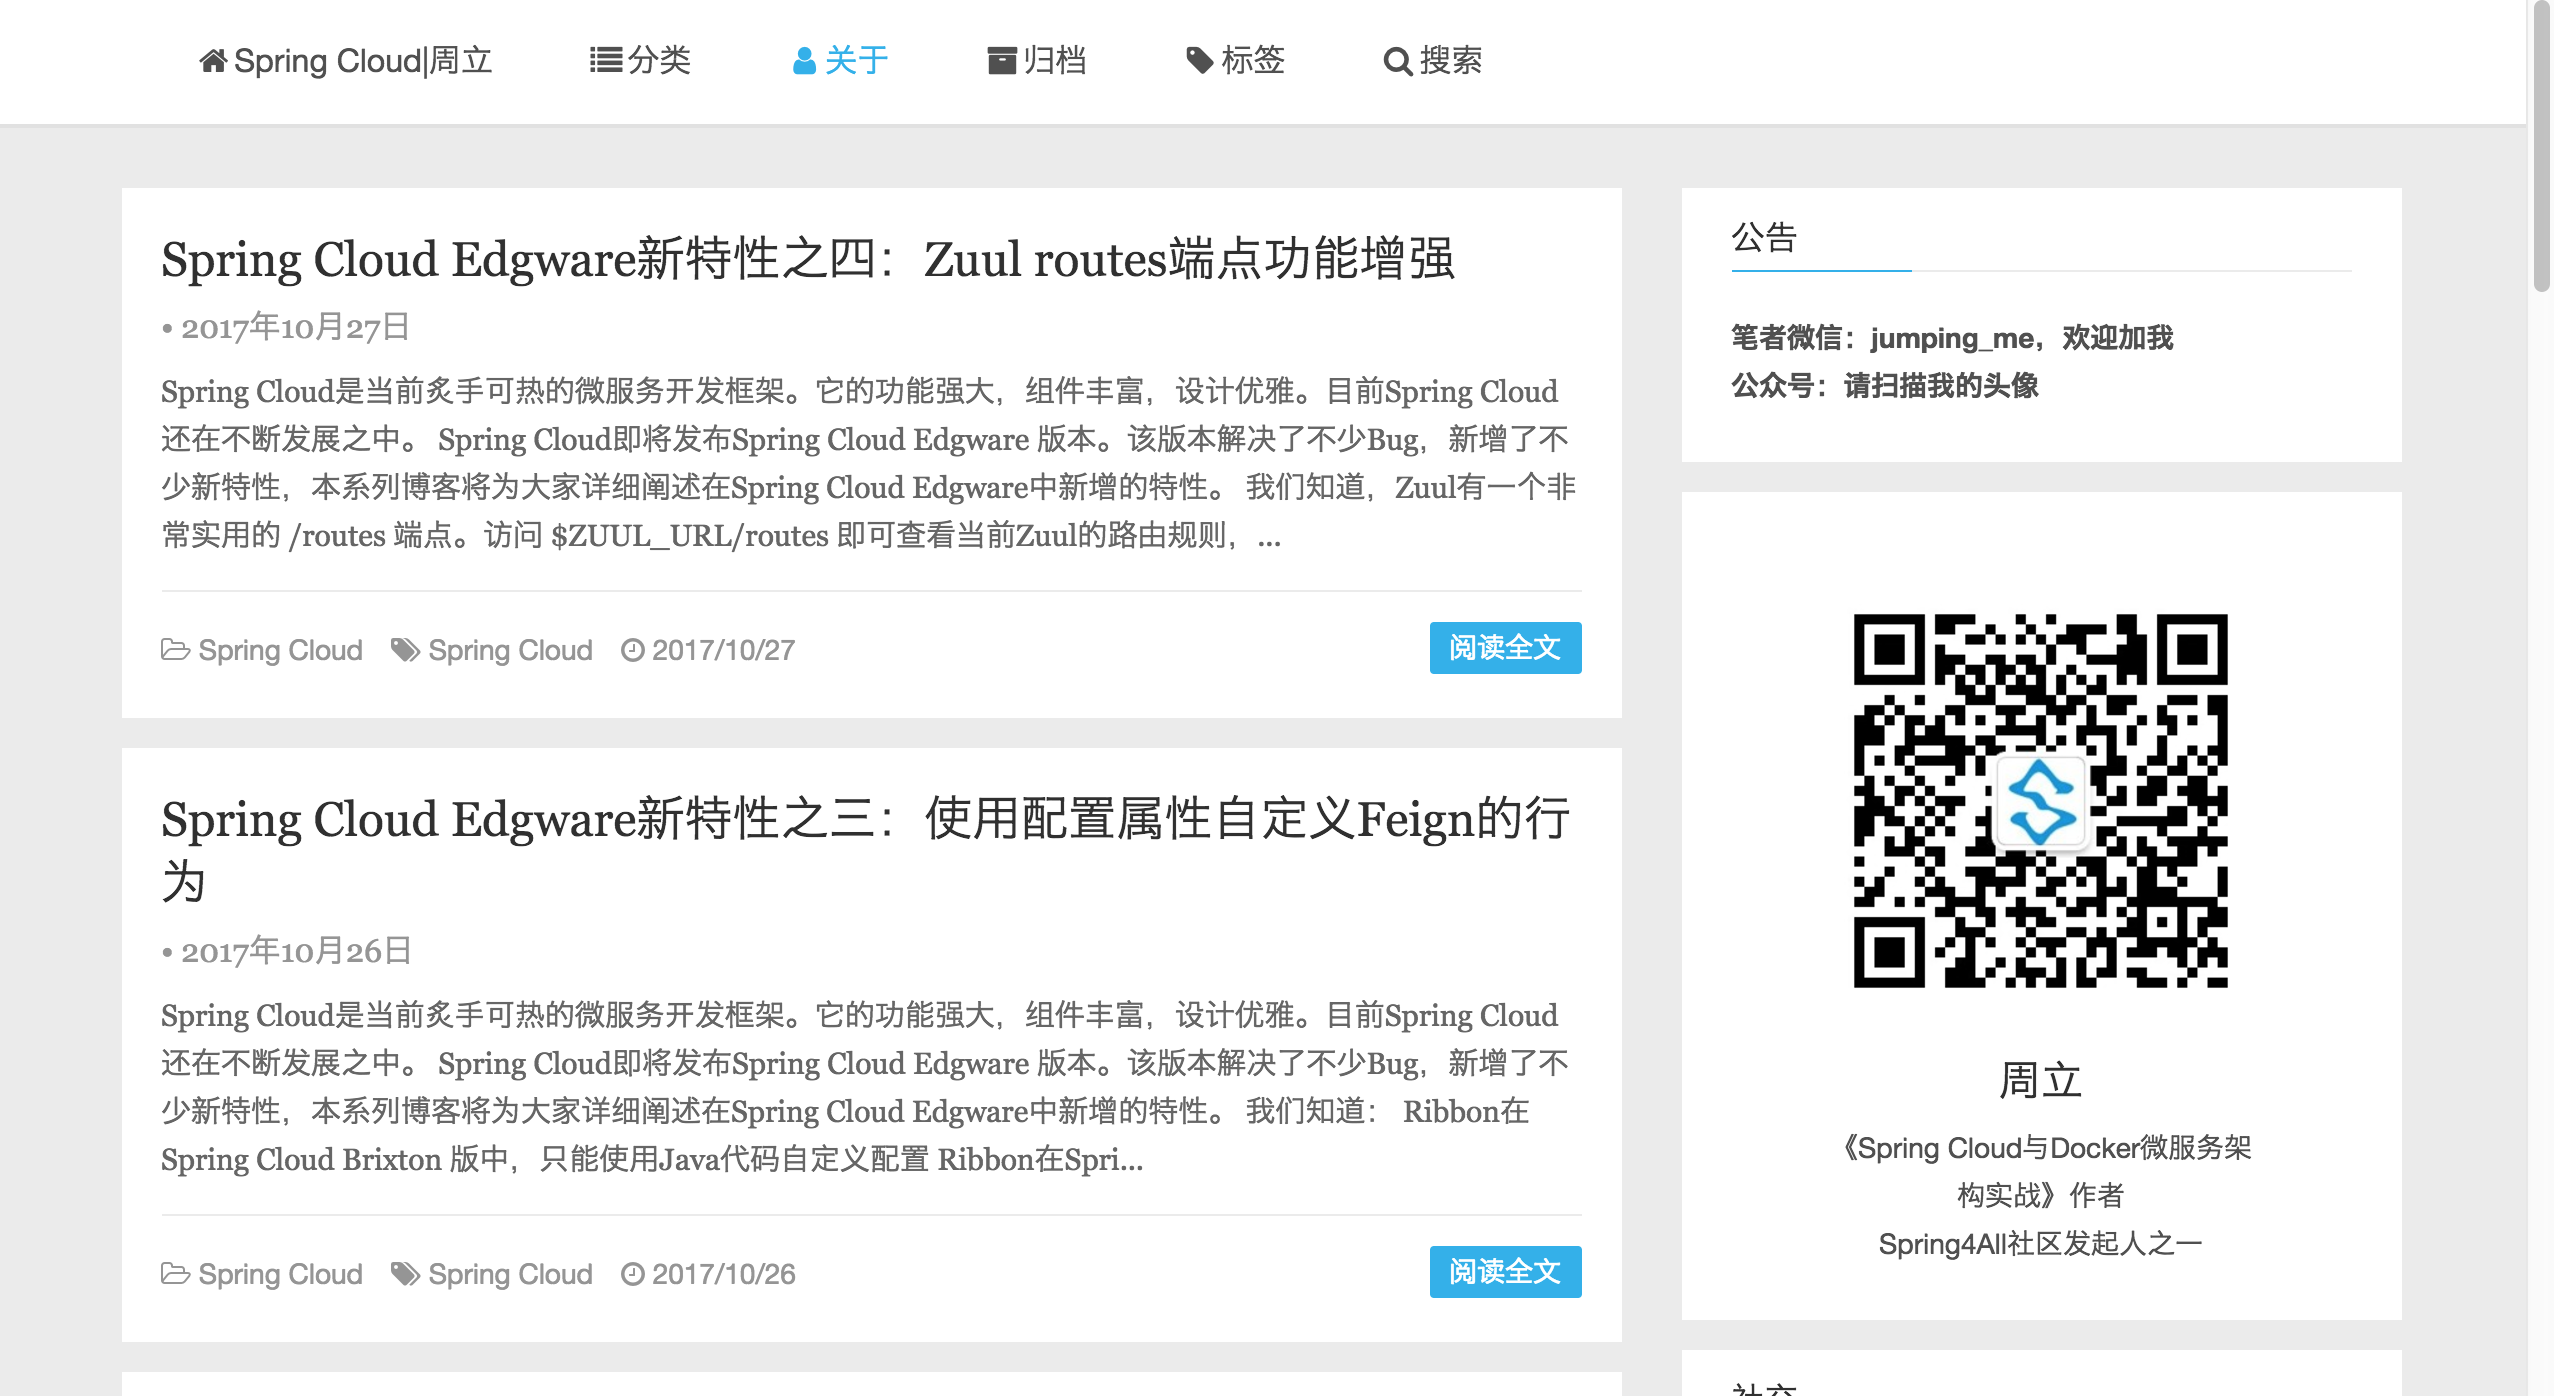 Spring Cloud|周立 分类 关于 归档 标签 搜索
Spring Cloud Edgware新特性之四：Zuul routes端点功能增强
• 2017年10月27日
Spring Cloud是当前炙手可热的微服务开发框架。它的功能强大，组件丰富，设计优雅。目前Spring Cloud
还在不断发展之中。 Spring Cloud即将发布Spring Cloud Edgware 版本。该版本解决了不少Bug，新增了不
少新特性，本系列博客将为大家详细阐述在Spring Cloud Edgware中新增的特性。 我们知道，Zuul有一个非
常实用的 /routes 端点。访问 $ZUUL_URL/routes 即可查看当前Zuul的路由规则，...
Spring Cloud Spring Cloud 2017/10/27 阅读全文
Spring Cloud Edgware新特性之三：使用配置属性自定义Feign的行
为
• 2017年10月26日
Spring Cloud是当前炙手可热的微服务开发框架。它的功能强大，组件丰富，设计优雅。目前Spring Cloud
还在不断发展之中。 Spring Cloud即将发布Spring Cloud Edgware 版本。该版本解决了不少Bug，新增了不
少新特性，本系列博客将为大家详细阐述在Spring Cloud Edgware中新增的特性。 我们知道： Ribbon在
Spring Cloud Brixton 版中，只能使用Java代码自定义配置 Ribbon在Spri...
Spring Cloud Spring Cloud 2017/10/26 阅读全文
公告
笔者微信：jumping_me，欢迎加我
公众号：请扫描我的头像
周立
《Spring Cloud与Docker微服务架
构实战》作者
Spring4All社区发起人之一
社交